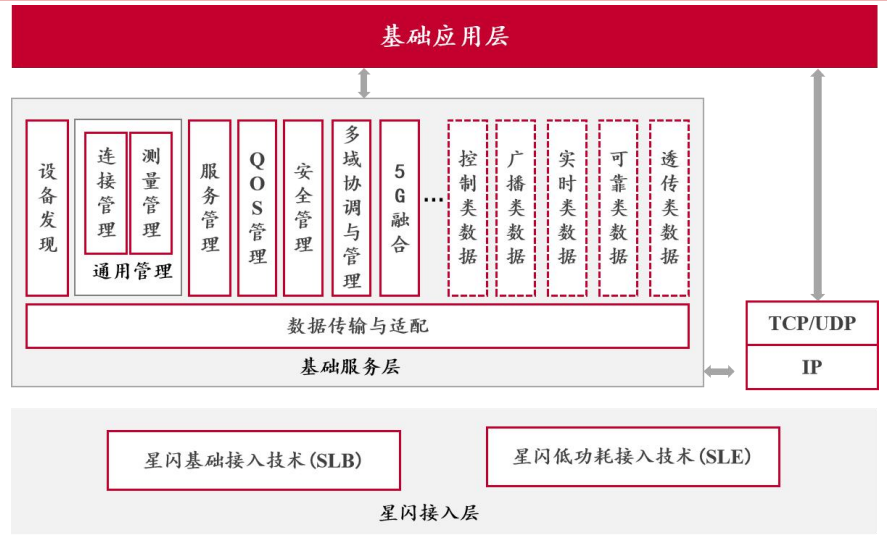 基础应用层
设备发现
连接管理
测量管理
通用管理
服务管理
QOS管理
安全管理
多域协调与管理
5G融合
...
控制类数据
广播类数据
实时类数据
可靠类数据
透传类数据
数据传输与适配
基础服务层
TCP/UDP
IP
星闪基础接入技术(SLB)
星闪低功耗接入技术(SLE)
星闪接入层